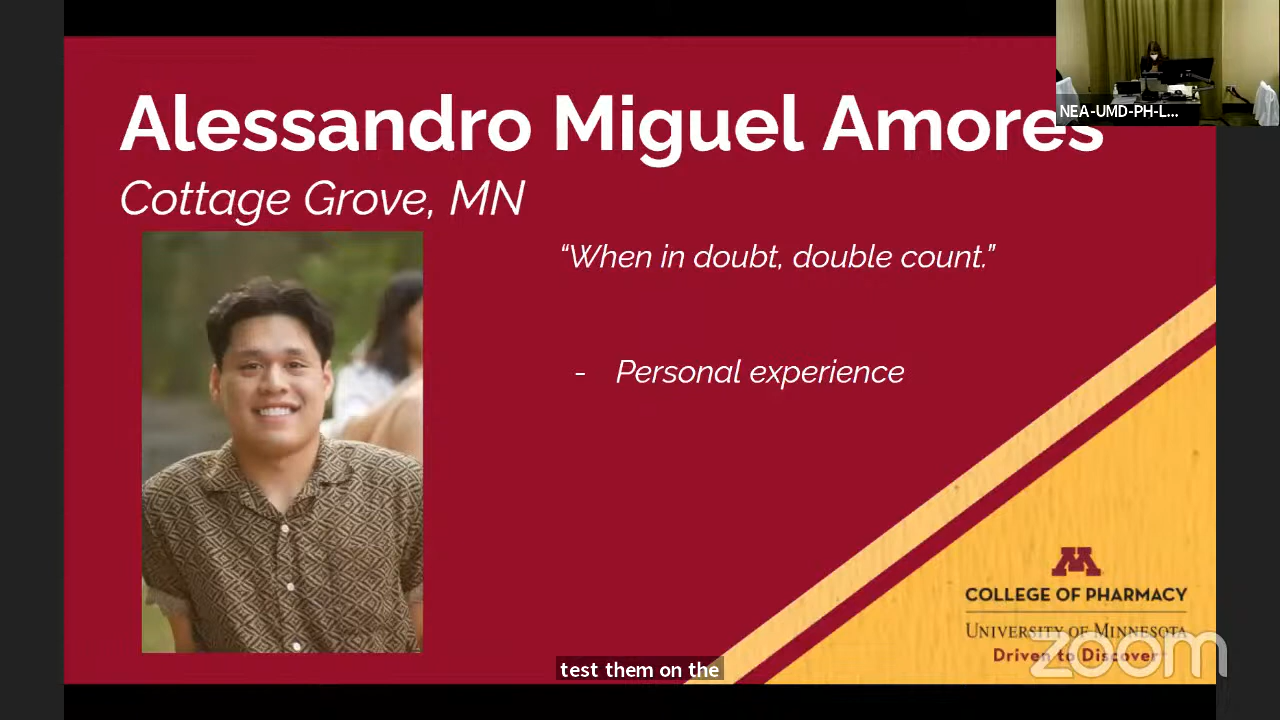 Alessandro Miguel Amores
NEA-UMD-PH-L...
Cottage Grove, MN
“When in doubt, double count.”
- Personal experience
M
COLLEGE OF PHARMACY
UNIVERSITY OF MINNESOTA
Driven to Discover
zoom
test them on the